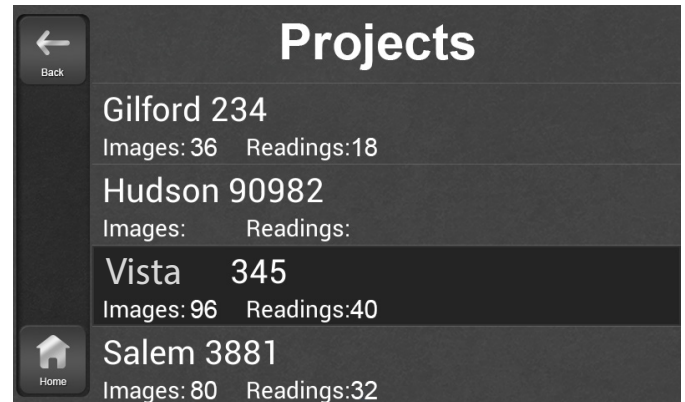 Projects
Back
Gilford 234
Images: 36 Readings:18
Hudson 90982
Images: Readings:
Vista 345
Images: 96 Readings:40
Salem 3881
Images: 80 Readings:32
Home